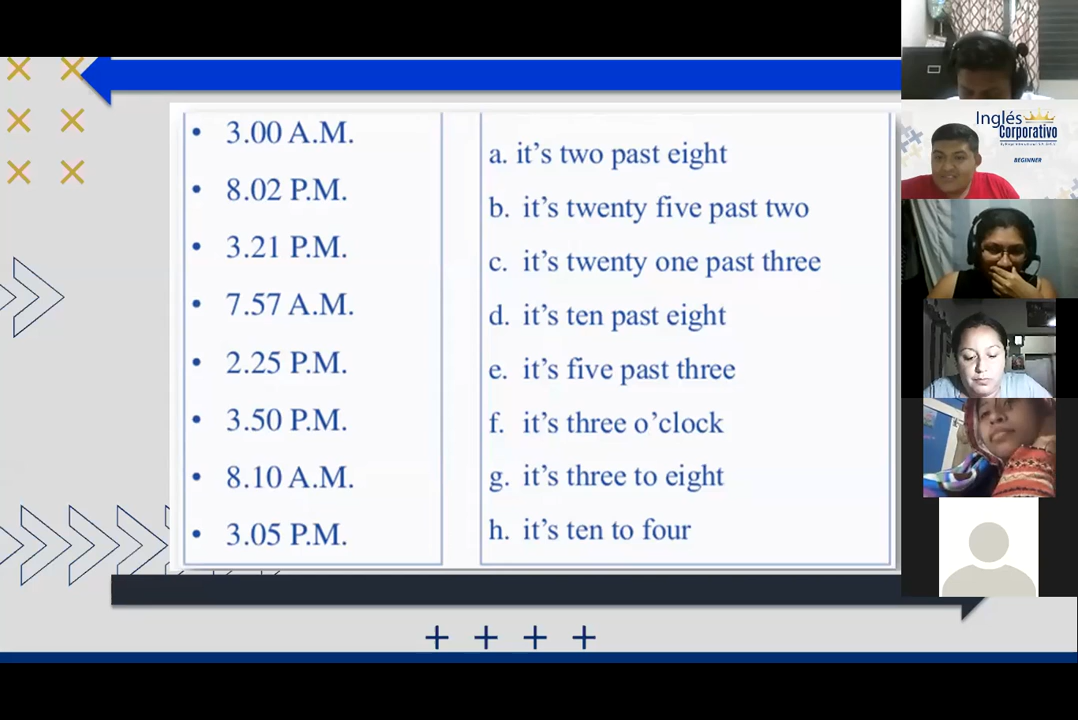 3.00 A.M.
8.02 P.M.
3.21 P.M.
7.57 A.M.
2.25 P.M.
3.50 P.M.
8.10 A.M.
3.05 P.M.
a. it's two past eight
b. it's twenty five past two
c. it's twenty one past three
d. it's ten past eight
e. it's five past three
f. it's three o'clock
g. it's three to eight
h. it's ten to four
Inglés
Corporativo
BEGINNER